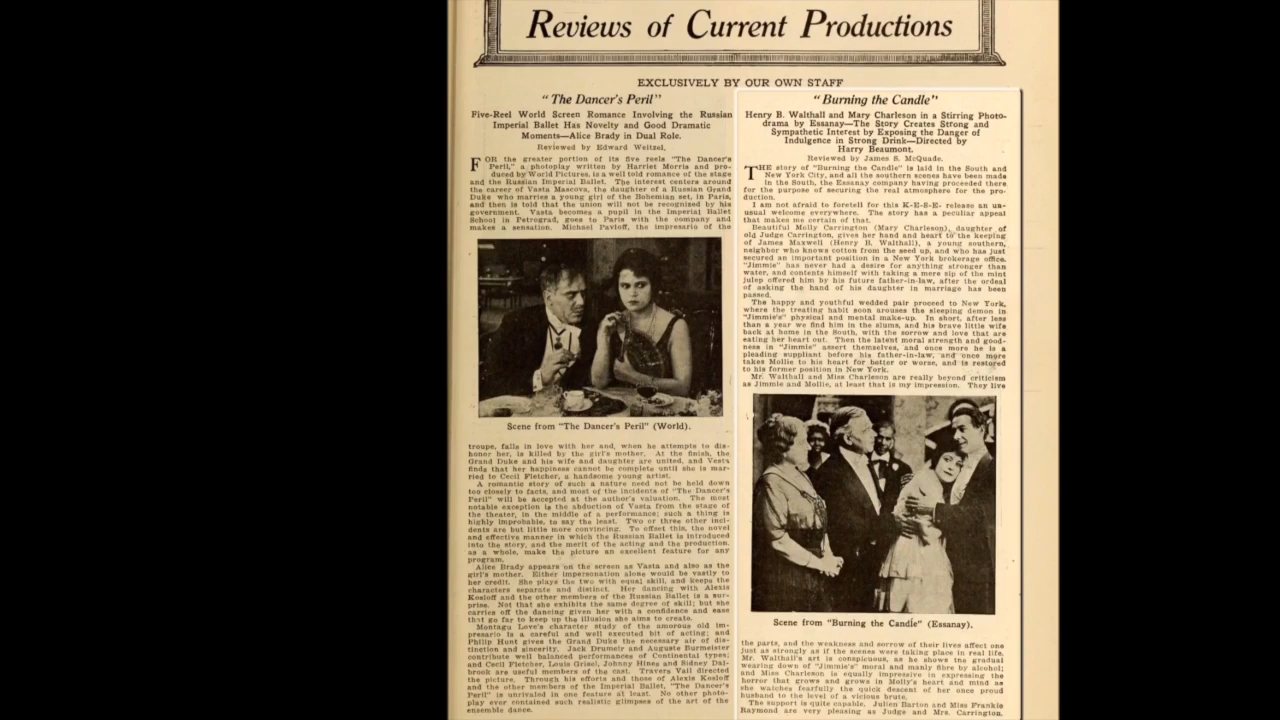 Reviews of Current Productions
EXCLUSIVELY BY OUR OWN STAFF
"The Dancer's Peril"
Five-Reel World Screen Romance Involving the Russian
Imperial Ballet Has Novelty and Good Dramatic
Moments—Alice Brady in Dual Role.
Reviewed by Edward Weitzel.
FOR the greater portion of its five reels "The Dancer's
Peril," a photoplay written by Harriet Morris and pro-
duced by World Pictures, is a well told romance of the stage
and the Russian Imperial Ballet. The interest centers around
the career of Vasta Mascova, the daughter of a Russian Grand
Duke who marries a young girl of the Bohemian set, in Paris,
and then is told that the union will not be recognized by his
government. Vasta becomes a pupil in the Imperial Ballet
School in Petrograd, goes to Paris with the company and
makes a sensation. Michael Pavloff, the impresario of the
Scene from "The Dancer's Peril" (World).
troupe, falls in love with her and, when he attempts to dis-
honor her, is killed by the girl's mother. At the finish, the
Grand Duke and his wife and daughter are united, and Vesta
finds that her happiness cannot be complete until she is mar-
ried to Cecil Fletcher, a handsome young artist.
A romantic story of such a nature need not be held down
too closely to facts, and most of the incidents of "The Dancer's
Peril" will be accepted at the author's valuation. The most
notable exception is the abduction of Vasta from the stage of
the theater, in the middle of a performance; such a thing is
highly improbable, to say the least. Two or three other inci-
dents are but little more convincing. To offset this, the novel
and effective manner in which the Russian Ballet is introduced
into the story, and the merit of the acting and the production,
as a whole, make the picture an excellent feature for any
program.
Alice Brady appears on the screen as Vasta and also as the
girl's mother. Either impersonation alone would be vastly to
her credit. She plays the two with equal skill, and keeps the
characters separate and distinct. Her dancing with Alexis
Kosloff and the other members of the Russian Ballet is a sur-
prise. Not that she exhibits the same degree of skill; but she
carries off the dancing given her with a confidence and ease
that go far to keep up the illusion she aims to create.
Montagu Love's character study of the amorous old im-
presario is a careful and well executed bit of acting; and
Philip Hunt gives the Grand Duke the necessary air of dis-
tinction and sincerity. Jack Drumeir and Auguste Burmeister
contribute well balanced performances of Continental types;
and Cecil Fletcher, Louis Grisel, Johnny Hines and Sidney Dal-
brook are useful members of the cast. Travers Vail directed
the picture. Through his efforts and those of Alexis Kosloff
and the other members of the Imperial Ballet, "The Dancer's
Peril" is unrivaled in one feature at least. No other photo-
play ever contained such realistic glimpses of the art of the
ensemble dance.
"Burning the Candle"
Henry B. Walthall and Mary Charleson in a Stirring Photo-
drama by Essanay—The Story Creates Strong and
Sympathetic Interest by Exposing the Danger of
Indulgence in Strong Drink—Directed by
Harry Beaumont.
Reviewed by James S. McQuade.
THE story of "Burning the Candle" is laid in the South and
New York City, and all the southern scenes have been made
in the South, the Essanay company having proceeded there
for the purpose of securing the real atmosphere for the pro-
duction.
I am not afraid to foretell for this K-E-S-E- release an un-
usual welcome everywhere. The story has a peculiar appeal
that makes me certain of that.
Beautiful Molly Carrington (Mary Charleson), daughter of
old Judge Carrington, gives her hand and heart to the keeping
of James Maxwell (Henry B. Walthall), a young southern,
neighbor who knows cotton from the seed up, and who has just
secured an important position in a New York brokerage office.
"Jimmie" has never had a desire for anything stronger than
water, and contents himself with taking a mere sip of the mint
julep offered him by his future father-in-law, after the ordeal
of asking the hand of his daughter in marriage has been
passed.
The happy and youthful wedded pair proceed to New York,
where the treating habit soon arouses the sleeping demon in
"Jimmie's" physical and mental make-up. In short, after less
than a year we find him in the slums, and his brave little wife
back at home in the South, with the sorrow and love that are
eating her heart out. Then the latent moral strength and good-
ness in "Jimmie" assert themselves, and once more he is a
pleading suppliant before his father-in-law, and once more
takes Mollie to his heart for better or worse, and is restored
to his former position in New York.
Mr. Walthall and Miss Charleson are really beyond criticism
as Jimmie and Mollie, at least that is my impression. They live
Scene from "Burning the Candle" (Essanay).
the parts, and the weakness and sorrow of their lives affect one
just as strongly as if the scenes were taking place in real life.
Mr. Walthall's art is conspicuous, as he shows the gradual
wearing down of "Jimmie's" moral and manly fibre by alcohol;
and Miss Charleson is equally impressive in expressing the
horror that grows and grows in Molly's heart and mind as
she watches fearfully the quick descent of her once proud
husband to the level of a vicious brute.
The support is quite capable. Julien Barton and Miss Frankie
Raymond are very pleasing as Judge and Mrs. Carrington,